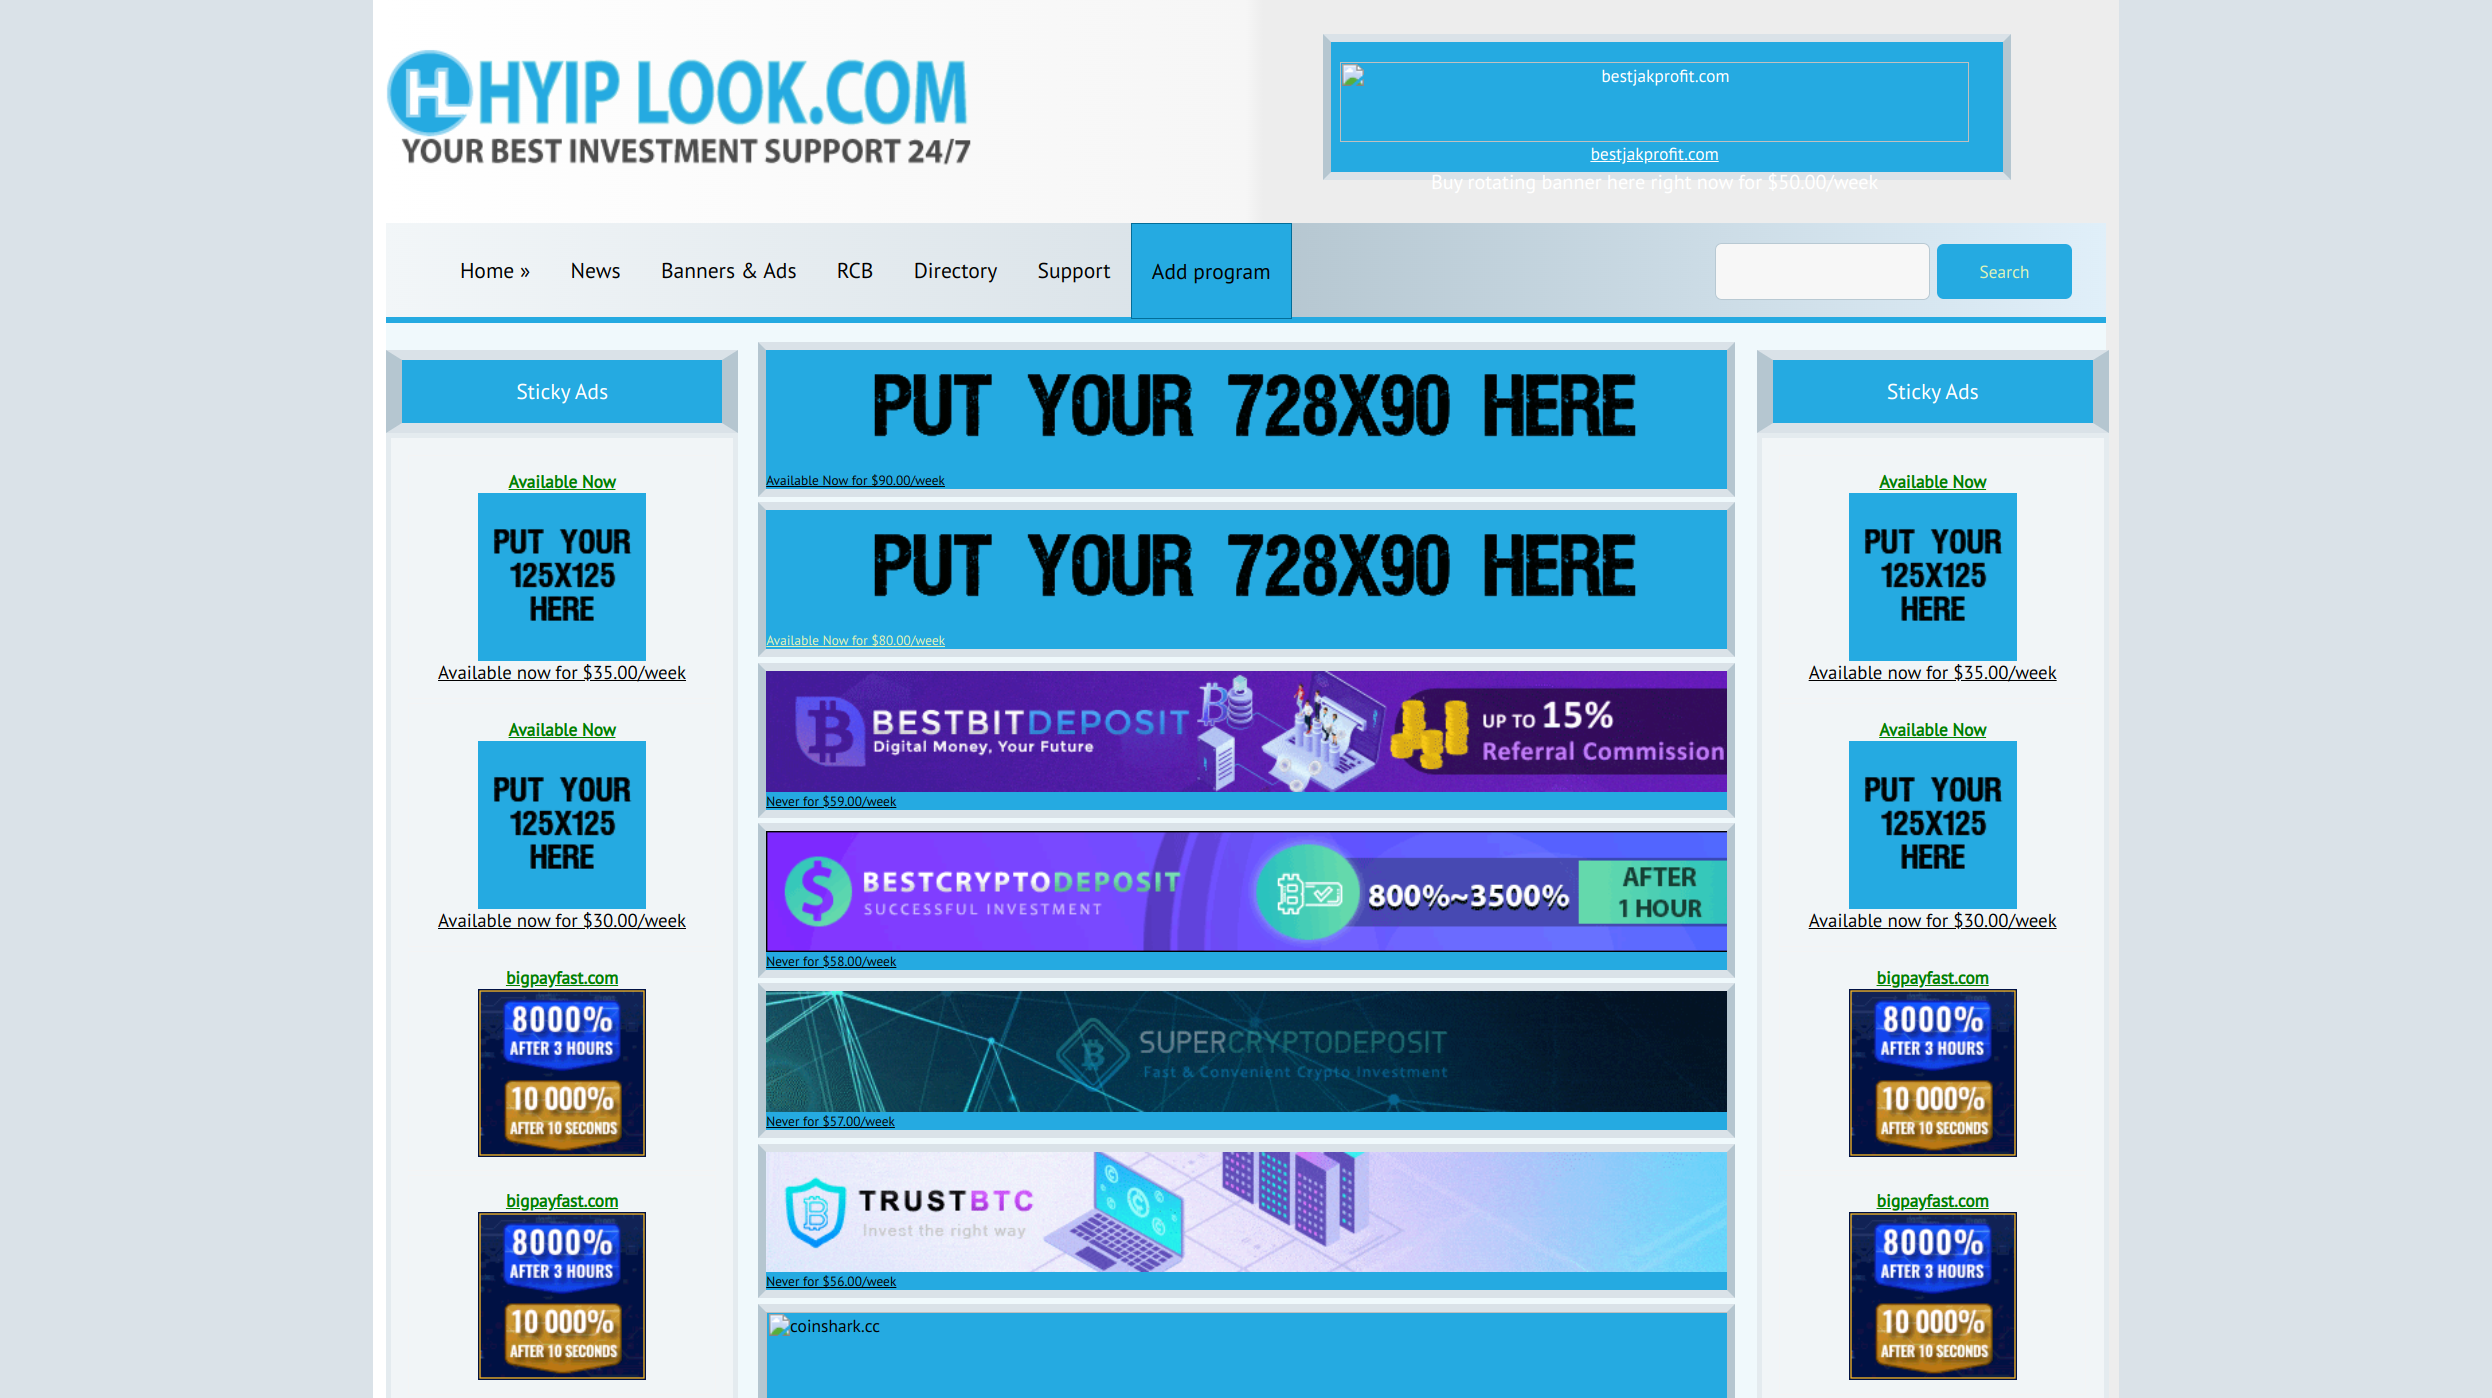 HL HYIP LOOK.COM
YOUR BEST INVESTMENT SUPPORT 24/7
bestjakprofit.com
bestjakprofit.com
Buy rotating banner here right now for $50.00/week
Home » News Banners & Ads RCB Directory Support Add program Search
Sticky Ads
Available Now
PUT YOUR
125X125
HERE
Available now for $35.00/week
Available Now
PUT YOUR
125X125
HERE
Available now for $30.00/week
bigpayfast.com
8000%
AFTER 3 HOURS
10 000%
AFTER 10 SECONDS
bigpayfast.com
8000%
AFTER 3 HOURS
10 000%
AFTER 10 SECONDS
PUT YOUR 728X90 HERE
Available Now for $90.00/week
PUT YOUR 728X90 HERE
Available Now for $80.00/week
BESTBITDEPOSIT
Digital Money, Your Future
UP TO 15%
Referral Commission
Never for $59.00/week
BESTCRYPTODEPOSIT
SUCCESSFUL INVESTMENT
800%~3500%
AFTER
1 HOUR
Never for $58.00/week
SUPERCRYPTODEPOSIT
Fast & Convenient Crypto Investment
Never for $57.00/week
TRUSTBTC
Invest the right way
Never for $56.00/week
coinshark.cc
Sticky Ads
Available Now
PUT YOUR
125X125
HERE
Available now for $35.00/week
Available Now
PUT YOUR
125X125
HERE
Available now for $30.00/week
bigpayfast.com
8000%
AFTER 3 HOURS
10 000%
AFTER 10 SECONDS
bigpayfast.com
8000%
AFTER 3 HOURS
10 000%
AFTER 10 SECONDS